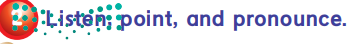 Listen, point, and pronounce.